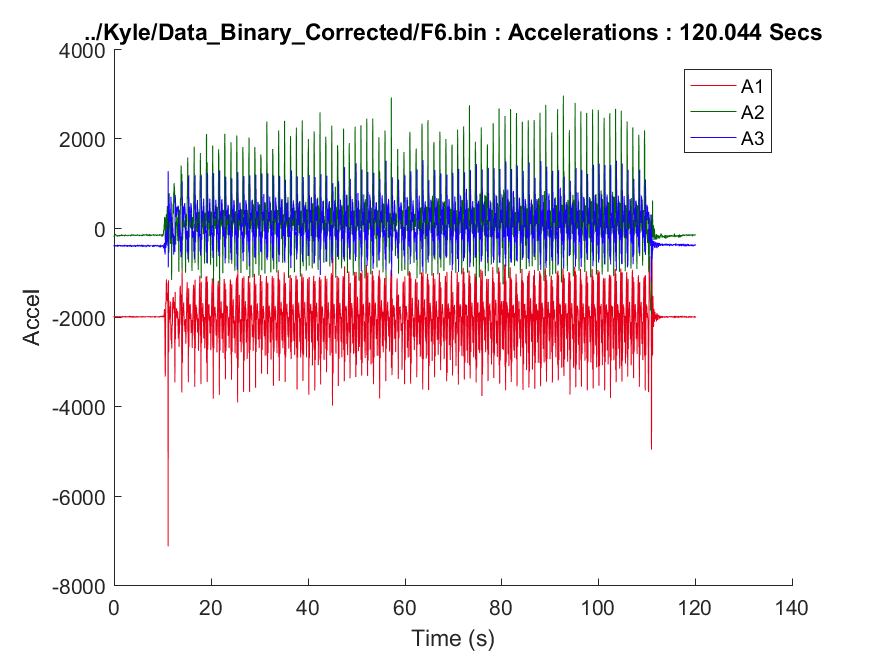 ../Kyle/Data_Binary_Corrected/F6.bin : Accelerations : 120.044 Secs
4000
2000
0
-2000
-4000
-6000
-8000
Accel
A1
A2
A3
0 20 40 60 80 100 120 140
Time (s)